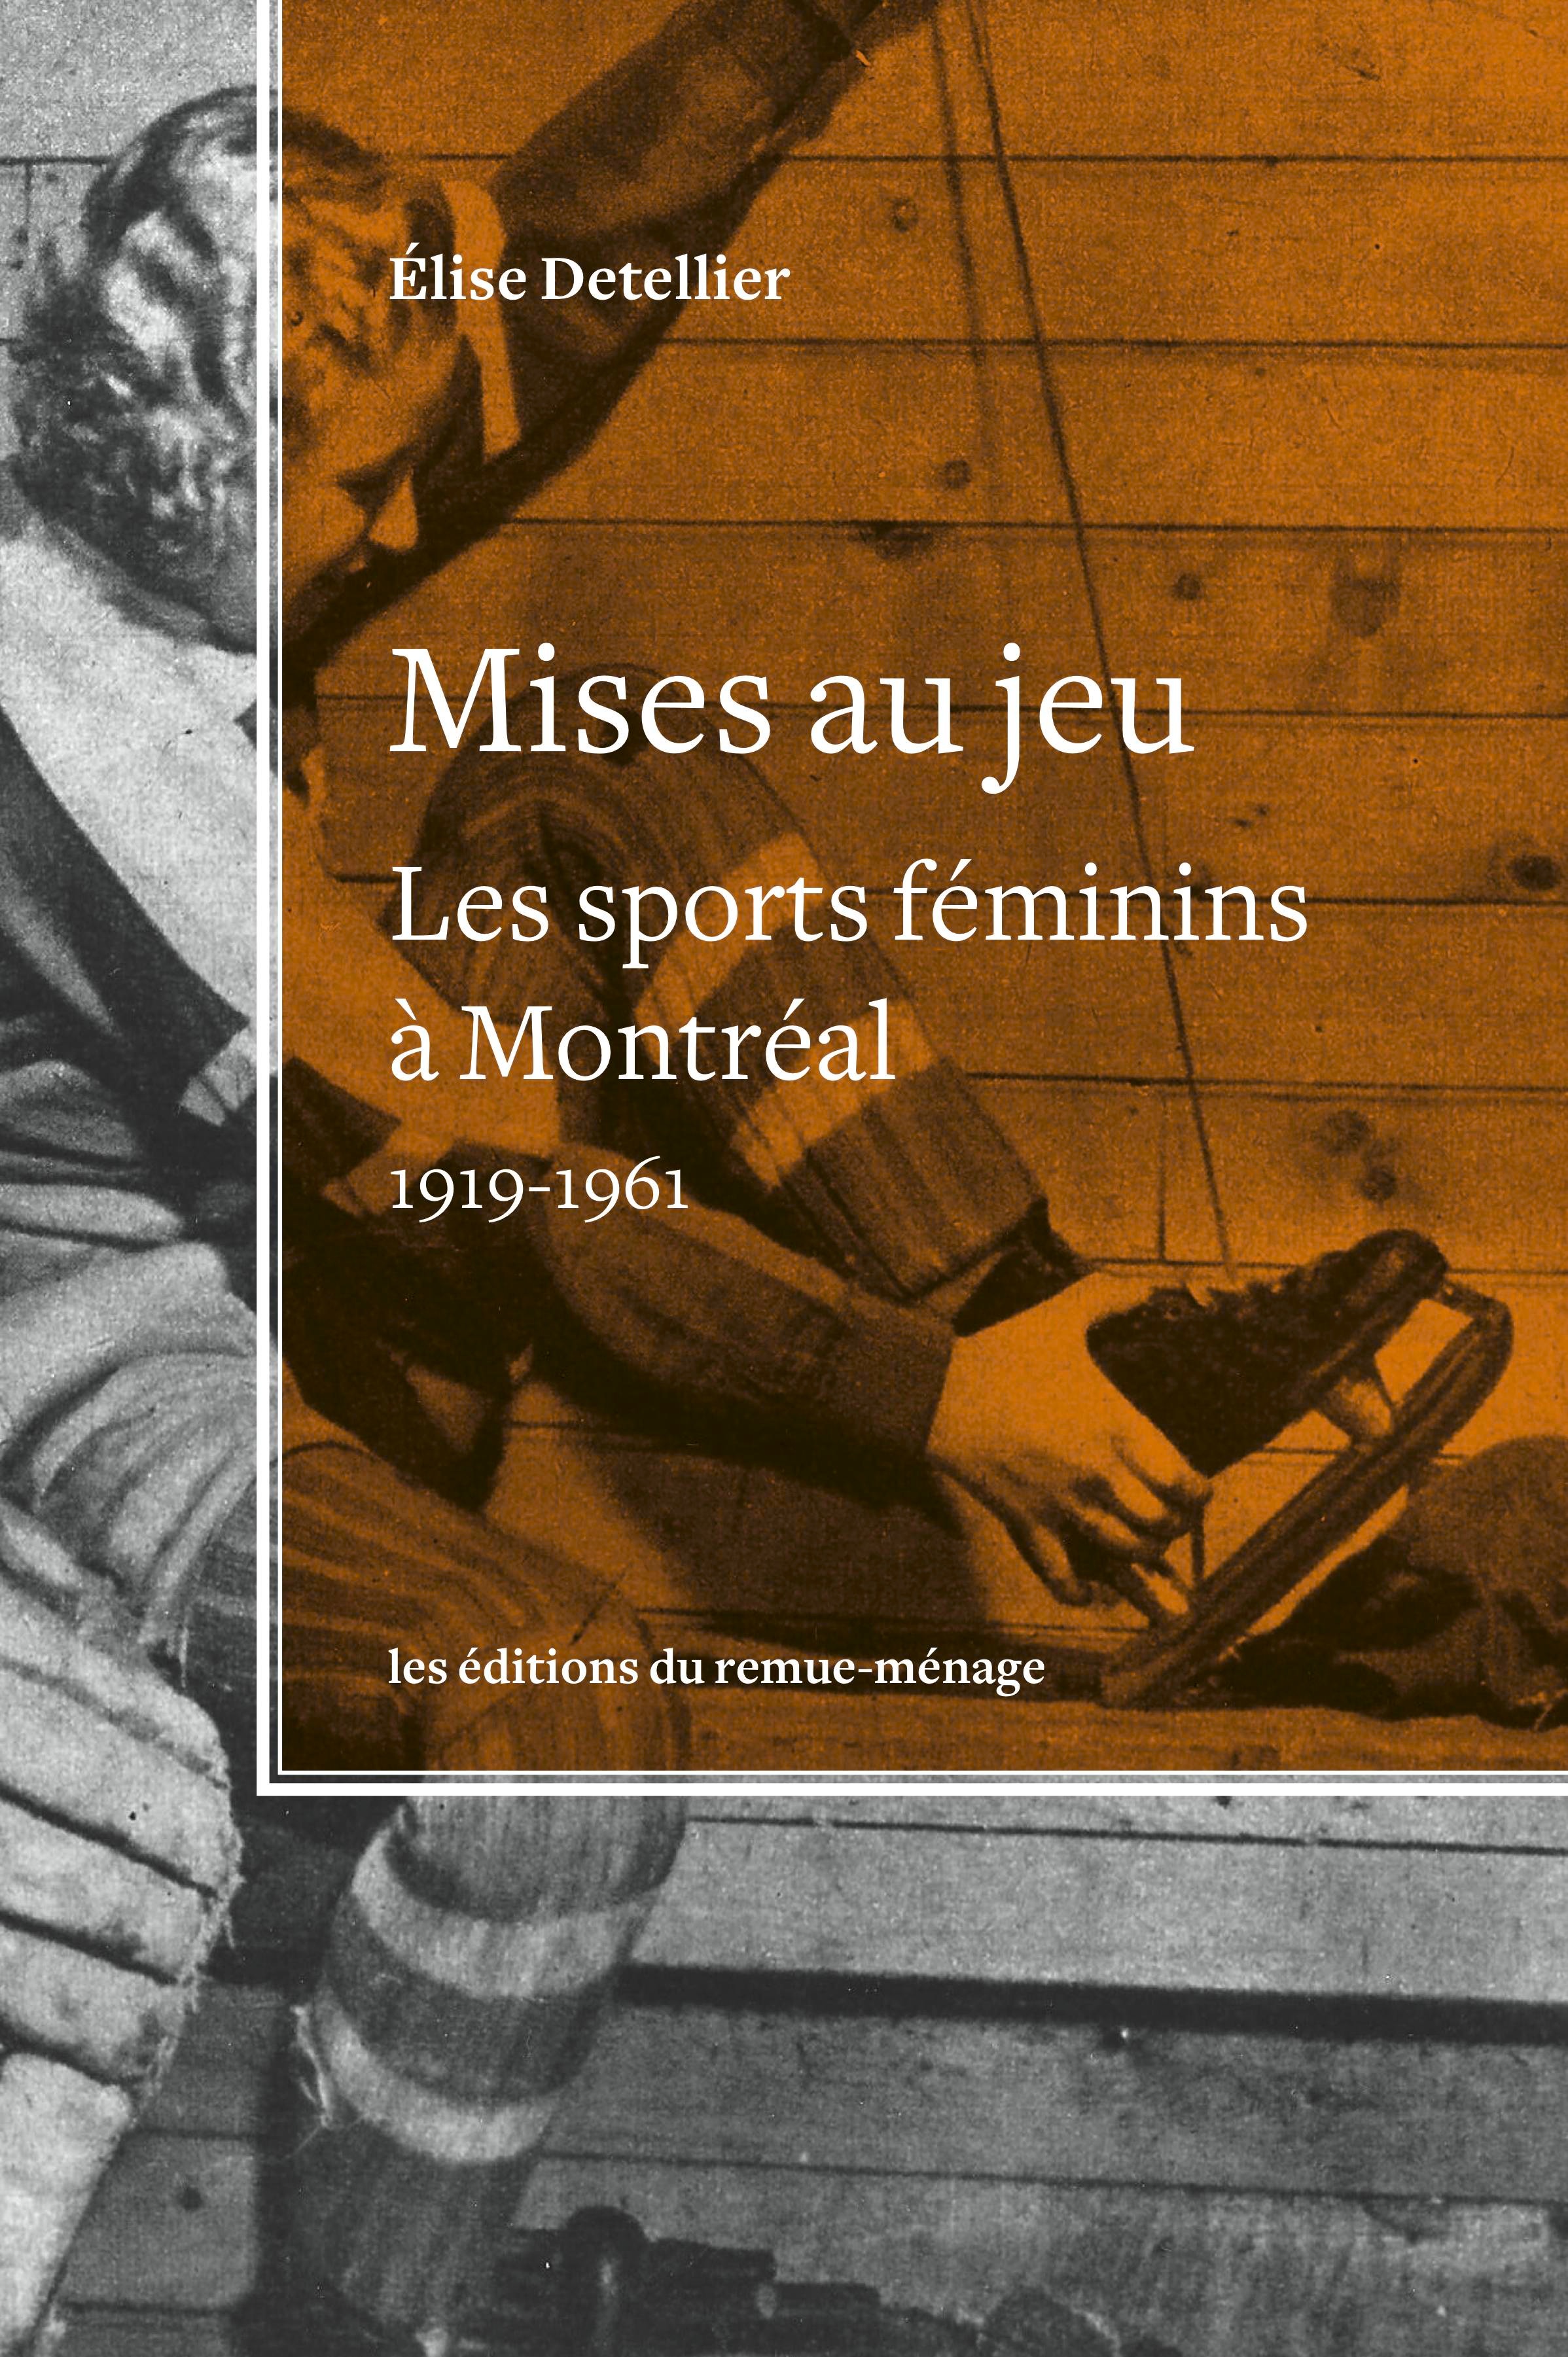 Élise Detellier
Mises au jeu
Les sports féminins
à Montréal
1919-1961
les éditions du remue-ménage